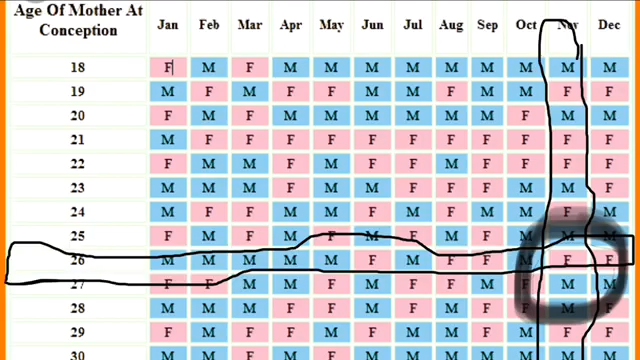 Age Of Mother At Conception Jan Feb Mar Apr May Jun Jul Aug Sep Oct Nov Dec
18 F M F M M M M M M M M M
19 M F M F F M M F M M F F
20 F M F M M M M M M F M M
21 M F F F F F F F F F F F
22 F M M F M F F M F F F F
23 M M M F M M F F F M M F
24 M F F M M F M F M M F M
25 F M F M F M F M F M M M
26 M M M M M F M F F M F F
27 F F M M F M F F M F M M
28 M M M F F M M M F F M F
29 F M F F M F M M F F F M
30